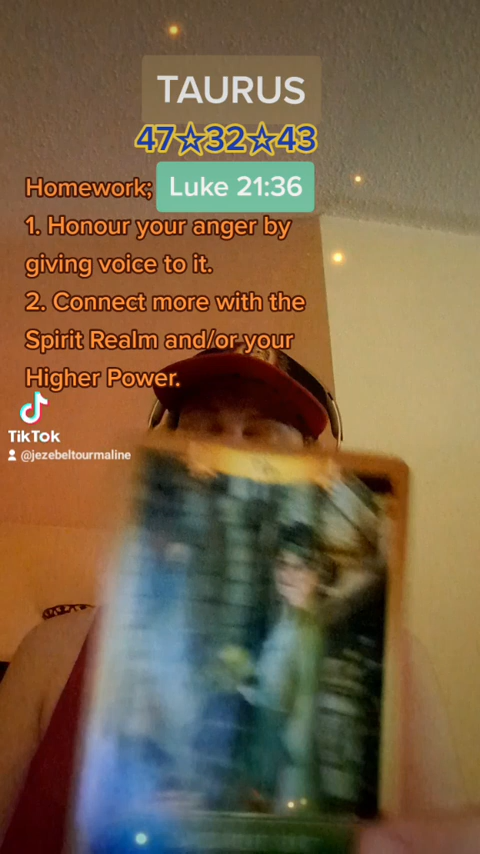 TAURUS
47☆32☆43
Homework; Luke 21:36
1. Honour your anger by
giving voice to it.
2. Connect more with the
Spirit Realm and/or your
Higher Power.
TikTok
@jezebeltourmaline